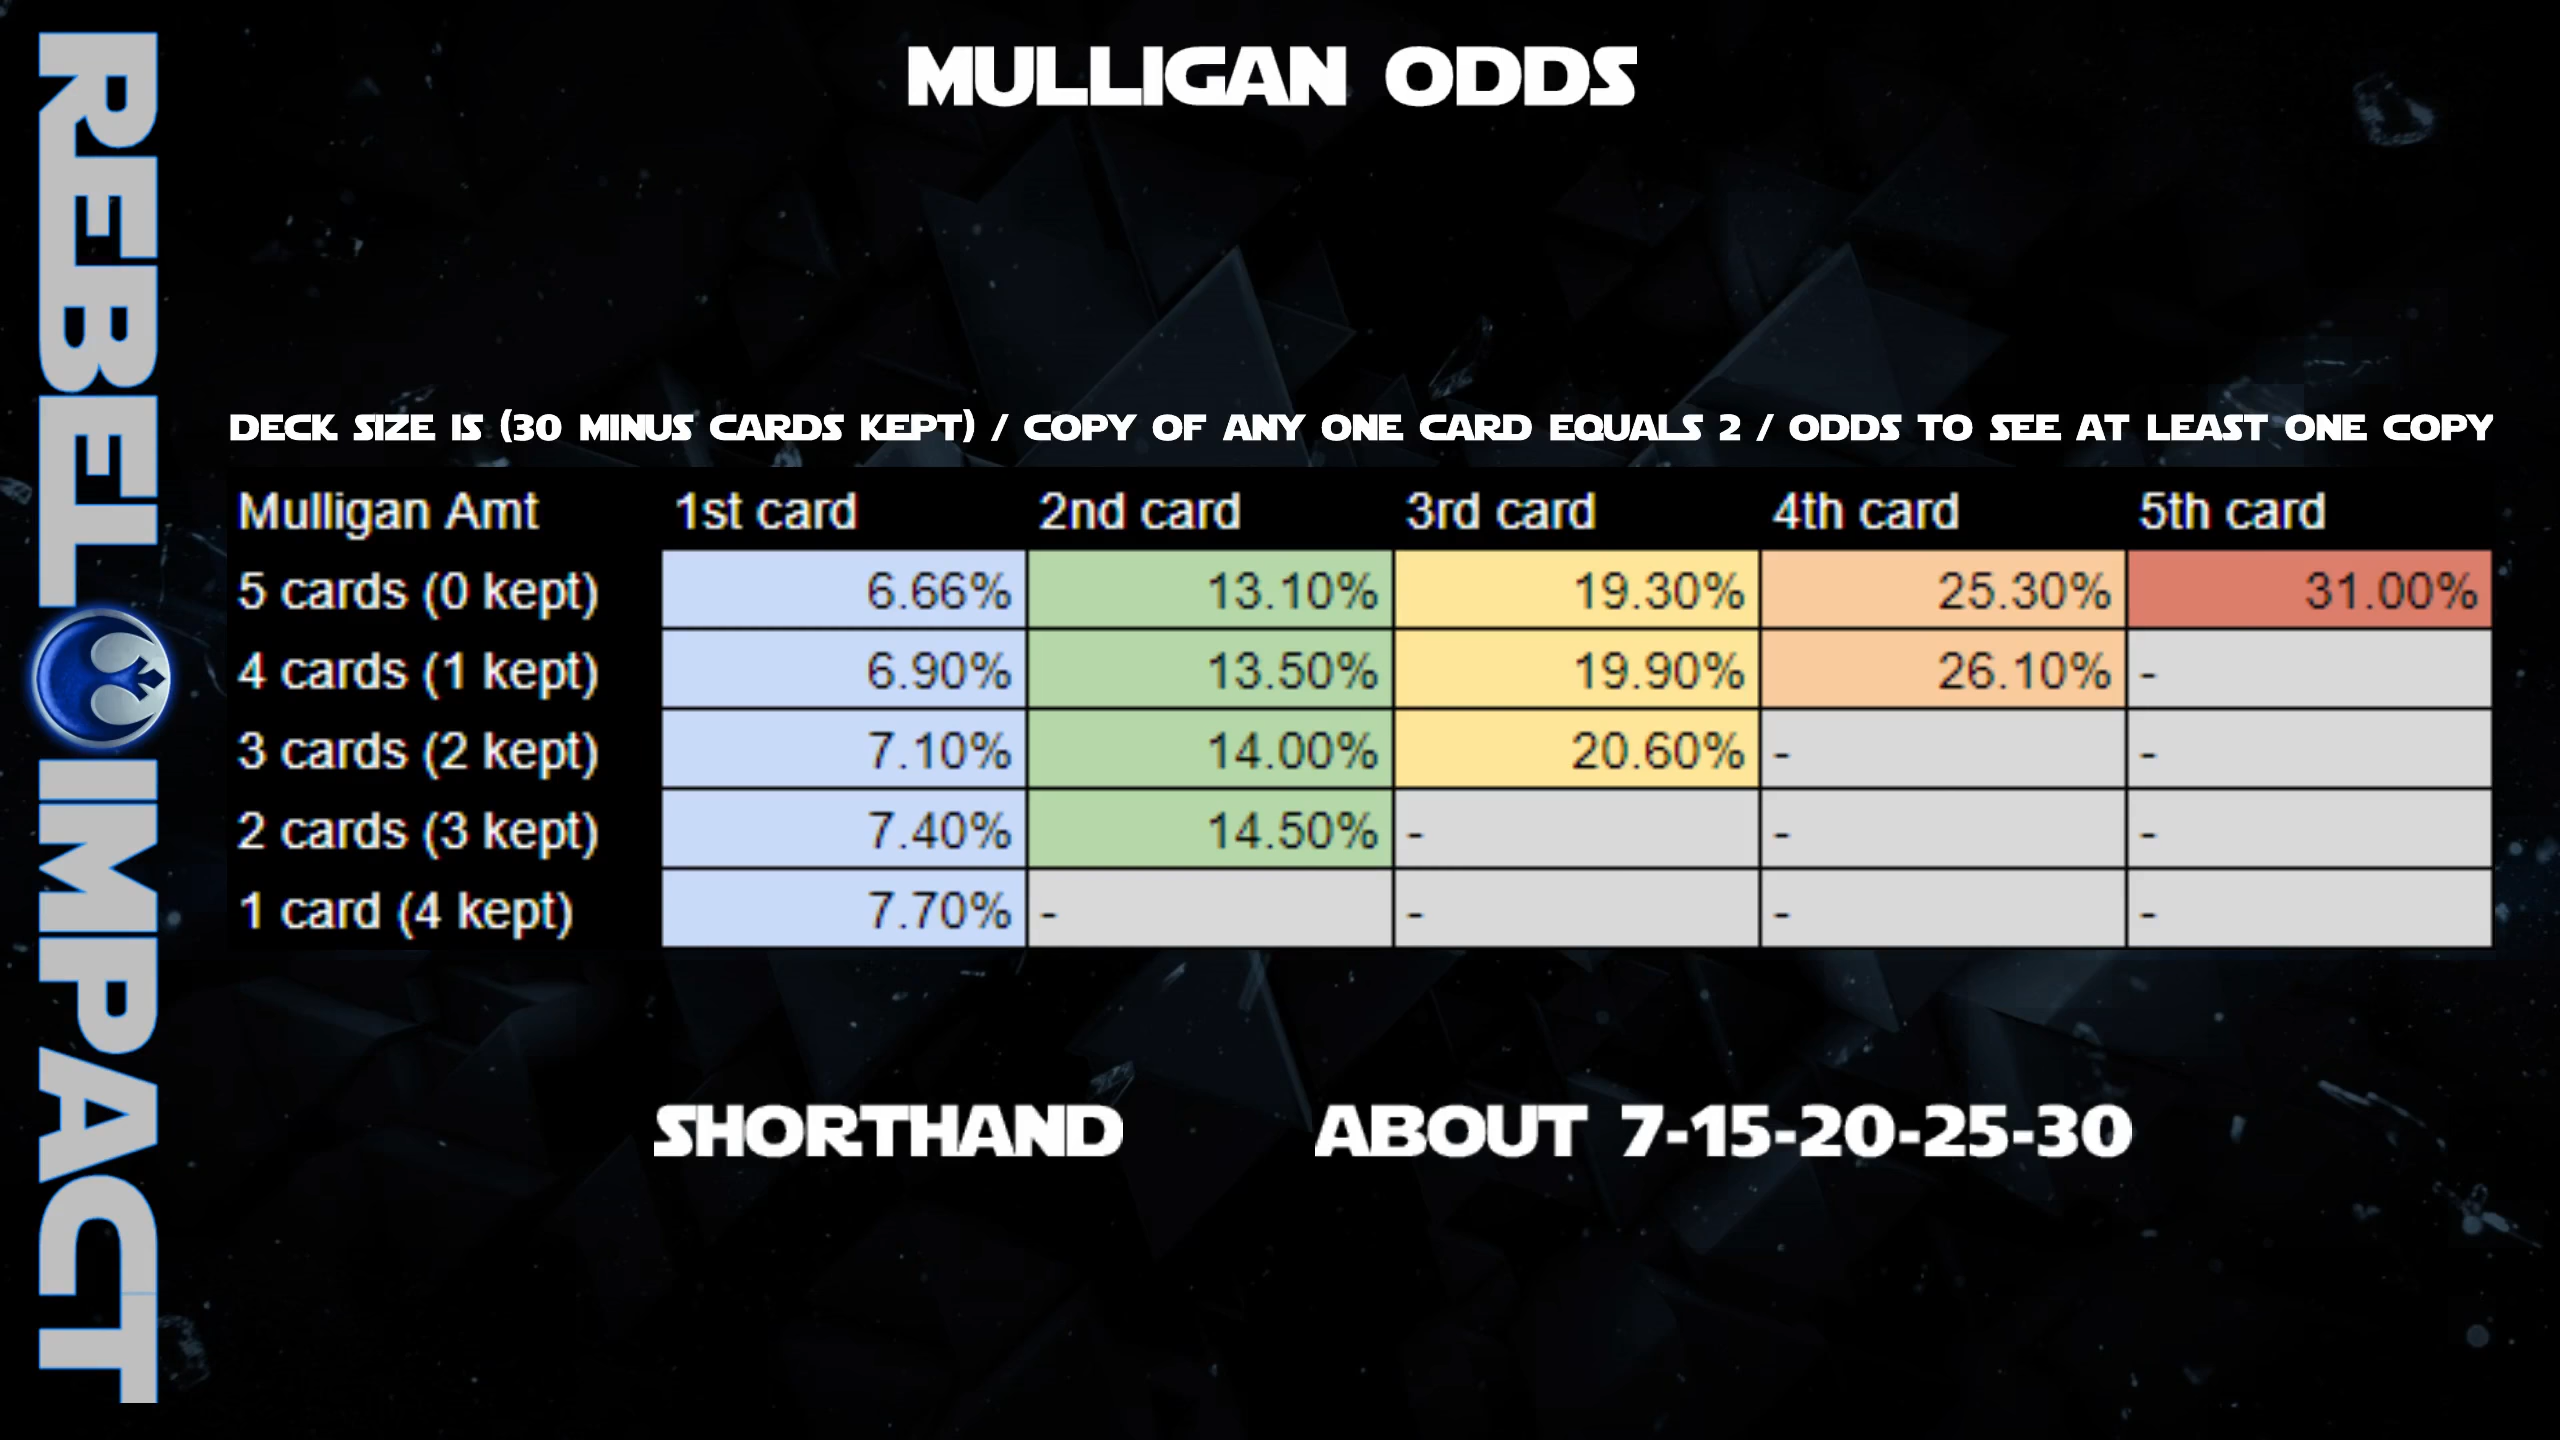 REBEL IMPACT
MULLIGAN ODDS
DECK SIZE IS (30 MINUS CARDS KEPT) / COPY OF ANY ONE CARD EQUALS 2 / ODDS TO SEE AT LEAST ONE COPY
Mulligan Amt 1st card 2nd card 3rd card 4th card 5th card
5 cards (0 kept) 6.66% 13.10% 19.30% 25.30% 31.00%
4 cards (1 kept) 6.90% 13.50% 19.90% 26.10% -
3 cards (2 kept) 7.10% 14.00% 20.60% - -
2 cards (3 kept) 7.40% 14.50% - - -
1 card (4 kept) 7.70% - - - -
SHORTHAND ABOUT 7-15-20-25-30